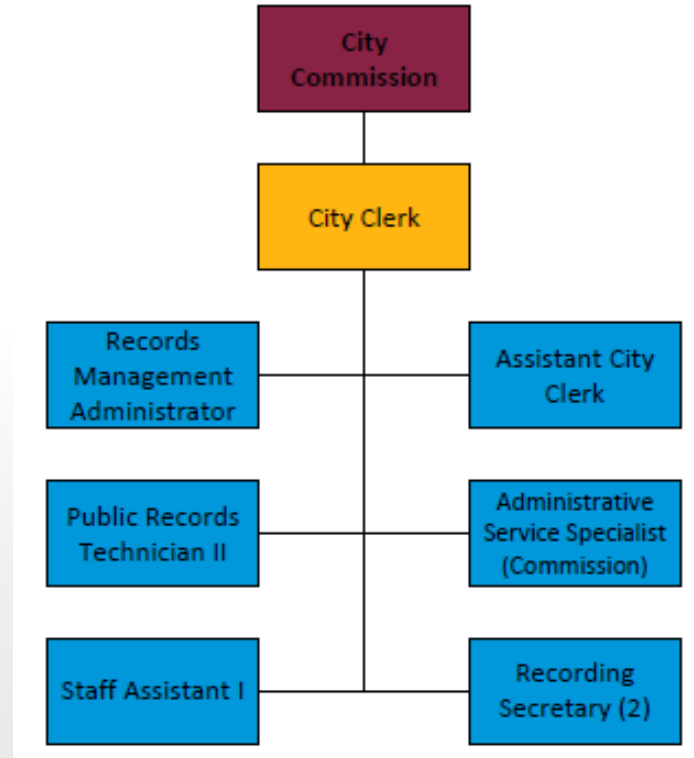 City
Commission
City Clerk
Records
Management
Administrator
Assistant City
Clerk
Public Records
Technician II
Administrative
Service Specialist
(Commission)
Staff Assistant I
Recording
Secretary (2)